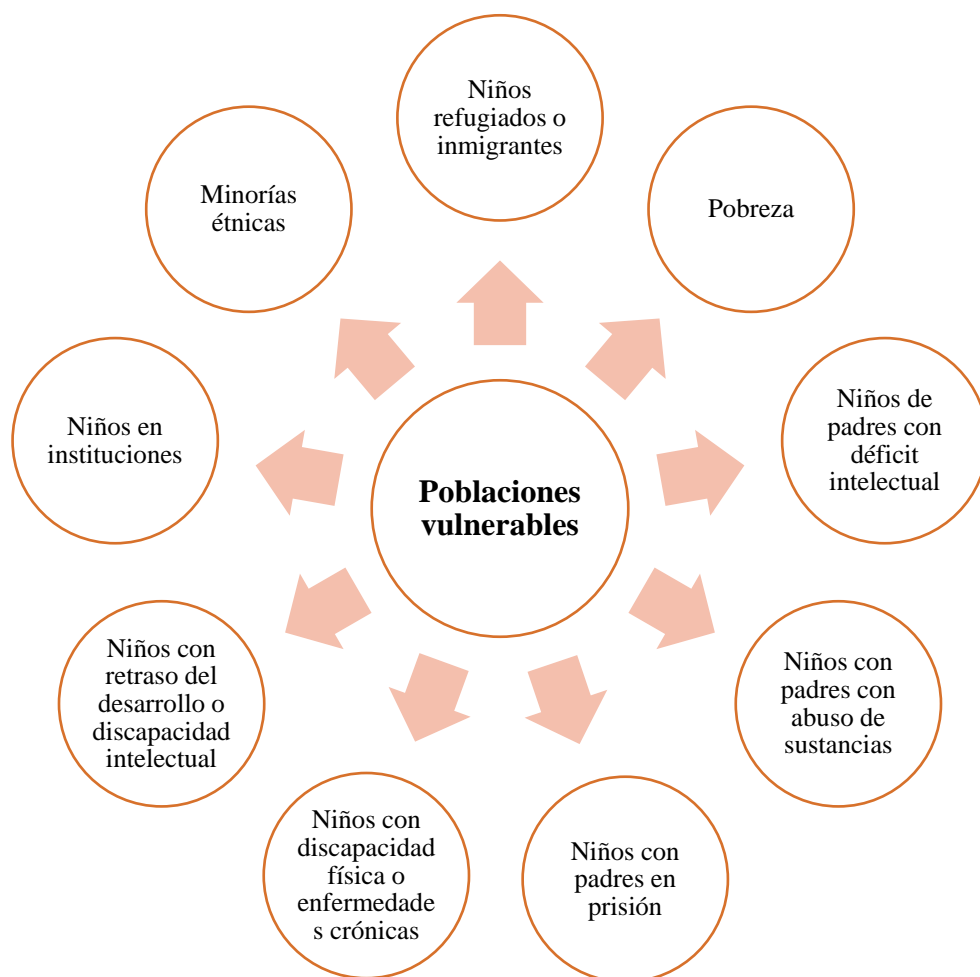 Niños
refugiados o
inmigrantes
Pobreza
Niños de
padres con
déficit
intelectual
Niños con
padres con
abuso de
sustancias
Niños con
padres en
prisión
Niños con
discapacidad
física o
enfermedade
s crónicas
Niños con
retraso del
desarrollo o
discapacidad
intelectual
Niños en
instituciones
Minorías
étnicas
Poblaciones
vulnerables